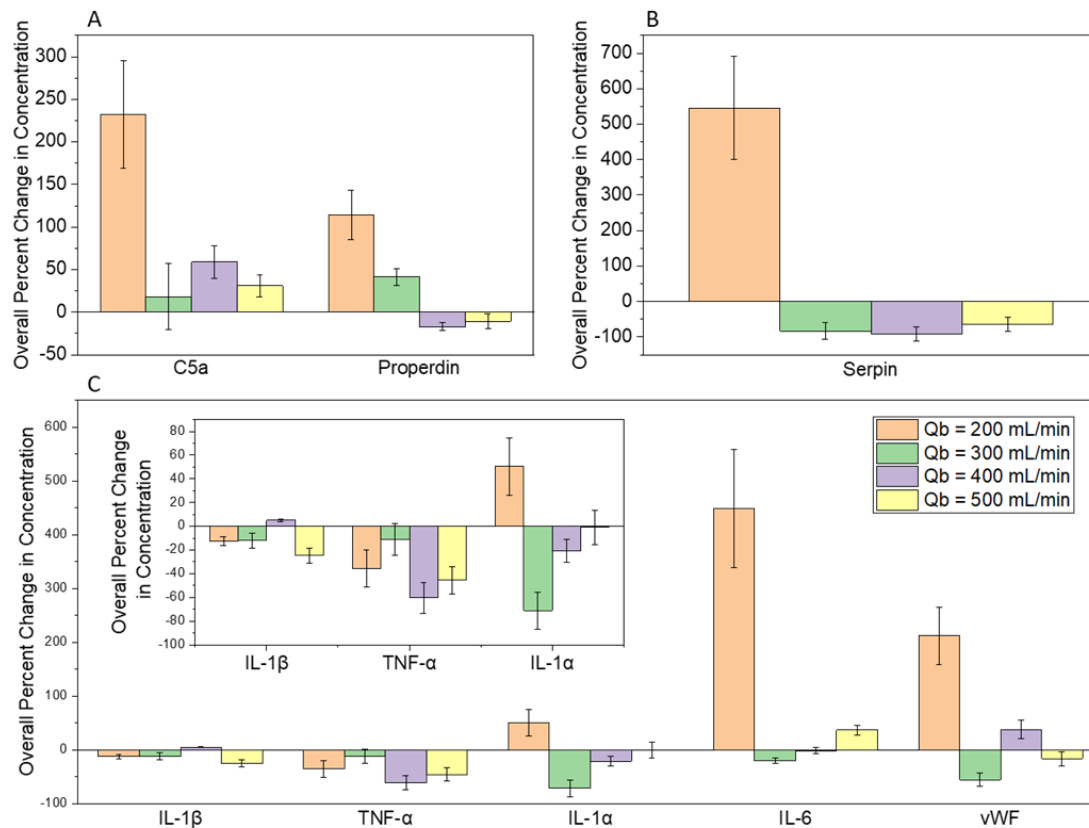 A
Overall Percent Change in Concentration
300
250
200
150
100
50
0
-50
C5a
Properdin
B
Overall Percent Change in Concentration
700
600
500
400
300
200
100
0
-100
Serpin
C
Overall Percent Change in Concentration
600
500
400
300
200
100
0
-100
IL-1β
TNF-α
IL-1α
IL-6
vWF
Overall Percent Change
in Concentration
80
60
40
20
0
-20
-40
-60
-80
-100
IL-1β
TNF-α
IL-1α
Qb = 200 mL/min
Qb = 300 mL/min
Qb = 400 mL/min
Qb = 500 mL/min